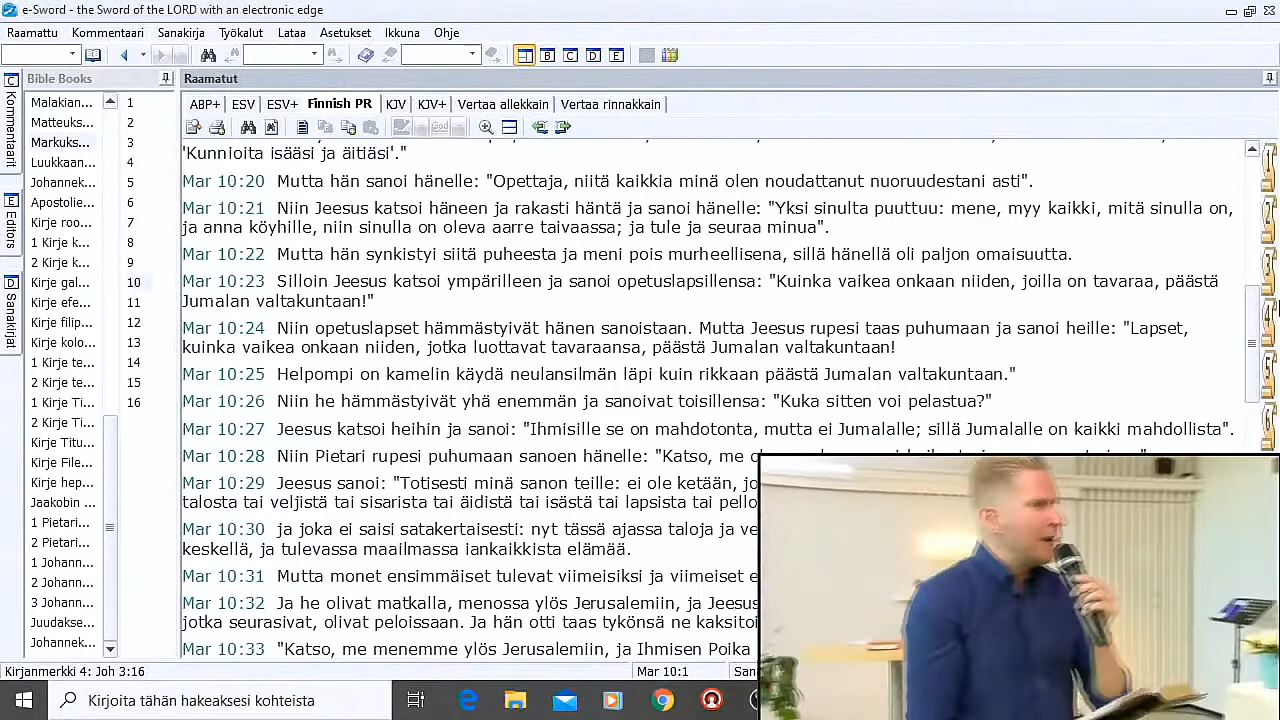 e-Sword - the Sword of the LORD with an electronic edge
Raamattu Kommentaari Sanakirja Työkalut Lataa Asetukset Ikkuna Ohje
B C D E
Bible Books
Raamatut
ABP+ ESV ESV+ Finnish PR KJV KJV+ Vertaa allekkain Vertaa rinnakkain
God
Kommentaarit
Editors
Sanakirjat
Malakian... 1
Matteuks... 2
Markuks... 3
Luukkaan... 4
Johannek... 5
Apostolie... 6
Kirje roo... 7
1 Kirje k... 8
2 Kirje k... 9
Kirje gal... 10
Kirje efe... 11
Kirje filip... 12
Kirje kolo... 13
1 Kirje te... 14
2 Kirje te... 15
1 Kirje Ti... 16
2 Kirje Ti...
Kirje Titu...
Kirje File...
Kirje hep...
Jaakobin ...
1 Pietari...
2 Pietari...
1 Johann...
2 Johann...
3 Johann...
Juudakse...
Johannek...
'Kunnioita isääsi ja äitiäsi'."
Mar 10:20 Mutta hän sanoi hänelle: "Opettaja, niitä kaikkia minä olen noudattanut nuoruudestani asti".
Mar 10:21 Niin Jeesus katsoi häneen ja rakasti häntä ja sanoi hänelle: "Yksi sinulta puuttuu: mene, myy kaikki, mitä sinulla on,
ja anna köyhille, niin sinulla on oleva aarre taivaassa; ja tule ja seuraa minua".
Mar 10:22 Mutta hän synkistyi siitä puheesta ja meni pois murheellisena, sillä hänellä oli paljon omaisuutta.
Mar 10:23 Silloin Jeesus katsoi ympärilleen ja sanoi opetuslapsillensa: "Kuinka vaikea onkaan niiden, joilla on tavaraa, päästä
Jumalan valtakuntaan!"
Mar 10:24 Niin opetuslapset hämmästyivät hänen sanoistaan. Mutta Jeesus rupesi taas puhumaan ja sanoi heille: "Lapset,
kuinka vaikea onkaan niiden, jotka luottavat tavaraansa, päästä Jumalan valtakuntaan!
Mar 10:25 Helpompi on kamelin käydä neulansilmän läpi kuin rikkaan päästä Jumalan valtakuntaan."
Mar 10:26 Niin he hämmästyivät yhä enemmän ja sanoivat toisillensa: "Kuka sitten voi pelastua?"
Mar 10:27 Jeesus katsoi heihin ja sanoi: "Ihmisille se on mahdotonta, mutta ei Jumalalle; sillä Jumalalle on kaikki mahdollista".
Mar 10:28 Niin Pietari rupesi puhumaan sanoen hänelle: "Katso, me
Mar 10:29 Jeesus sanoi: "Totisesti minä sanon teille: ei ole ketään, jo
talosta tai veljistä tai sisarista tai äidistä tai isästä tai lapsista tai pello
Mar 10:30 ja joka ei saisi satakertaisesti: nyt tässä ajassa taloja ja ve
keskellä, ja tulevassa maailmassa iankaikkista elämää.
Mar 10:31 Mutta monet ensimmäiset tulevat viimeisiksi ja viimeiset e
Mar 10:32 Ja he olivat matkalla, menossa ylös Jerusalemiin, ja Jeesus
jotka seurasivat, olivat peloissaan. Ja hän otti taas tykönsä ne kaksitoi
Mar 10:33 "Katso, me menemme ylös Jerusalemiin, ja Ihmisen Poika
1
2
3
4
5
6
Kirjanmerkki 4: Joh 3:16 Mar 10:1 San
Kirjoita tähän hakeaksesi kohteista